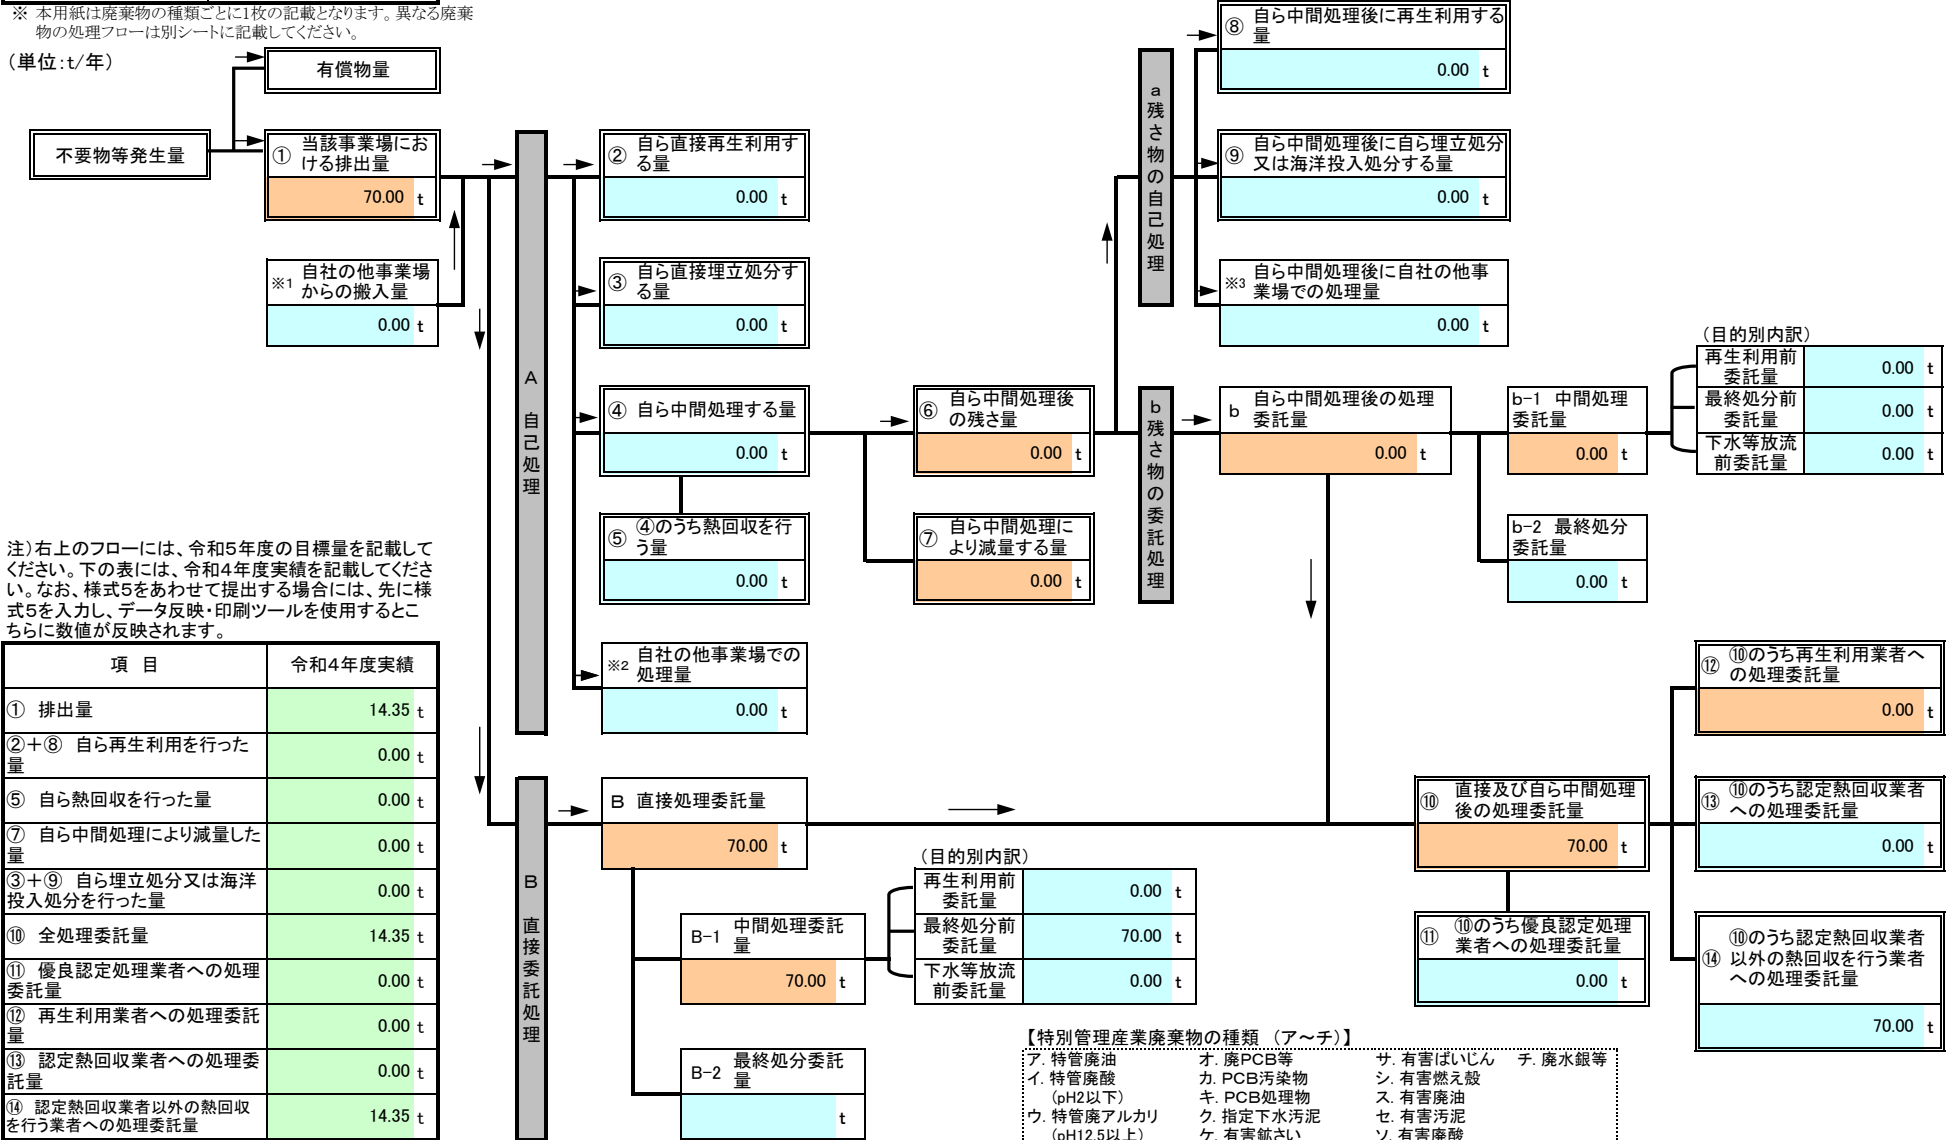 ※ 本用紙は廃棄物の種類ごとに1枚の記載となります。異なる廃棄
物の処理フローは別シートに記載してください。
（単位：t/年）
有償物量
不要物等発生量
① 当該事業場にお
ける排出量
70.00 t
※1 自社の他事業場
からの搬入量
0.00 t
A 自己処理
② 自ら直接再生利用す
る量
0.00 t
③ 自ら直接埋立処分す
る量
0.00 t
④ 自ら中間処理する量
0.00 t
⑤ ④のうち熱回収を行
う量
0.00 t
※2 自社の他事業場での
処理量
0.00 t
⑥ 自ら中間処理後
の残さ量
0.00 t
⑦ 自ら中間処理に
より減量する量
0.00 t
a 残さ物の自己処理
⑧ 自ら中間処理後に再生利用する
量
0.00 t
⑨ 自ら中間処理後に自ら埋立処分
又は海洋投入処分する量
0.00 t
※3 自ら中間処理後に自社の他事
業場での処理量
0.00 t
b 残さ物の委託処理
b 自ら中間処理後の処理
委託量
0.00 t
b-1 中間処理
委託量
0.00 t
b-2 最終処分
委託量
0.00 t
（目的別内訳）
再生利用前
委託量 0.00 t
最終処分前
委託量 0.00 t
下水等放流
前委託量 0.00 t
注）右上のフローには、令和5年度の目標量を記載して
ください。下の表には、令和4年度実績を記載してくださ
い。なお、様式5をあわせて提出する場合には、先に様
式5を入力し、データ反映・印刷ツールを使用するとこ
ちらに数値が反映されます。
項 目 令和4年度実績
① 排出量 14.35 t
②＋⑧ 自ら再生利用を行った
量 0.00 t
⑤ 自ら熱回収を行った量 0.00 t
⑦ 自ら中間処理により減量した
量 0.00 t
③＋⑨ 自ら埋立処分又は海洋
投入処分を行った量 0.00 t
⑩ 全処理委託量 14.35 t
⑪ 優良認定処理業者への処理
委託量 0.00 t
⑫ 再生利用業者への処理委託
量 0.00 t
⑬ 認定熱回収業者への処理委
託量 0.00 t
⑭ 認定熱回収業者以外の熱回収
を行う業者への処理委託量 14.35 t
B 直接委託処理
B 直接処理委託量
70.00 t
B-1 中間処理委託
量
70.00 t
B-2 最終処分委託
量
t
（目的別内訳）
再生利用前
委託量 0.00 t
最終処分前
委託量 70.00 t
下水等放流
前委託量 0.00 t
⑩ 直接及び自ら中間処理
後の処理委託量
70.00 t
⑪ ⑩のうち優良認定処理
業者への処理委託量
0.00 t
⑫ ⑩のうち再生利用業者へ
の処理委託量
0.00 t
⑬ ⑩のうち認定熱回収業者
への処理委託量
0.00 t
⑭ ⑩のうち認定熱回収業者
以外の熱回収を行う業者
への処理委託量
70.00 t
【特別管理産業廃棄物の種類 （ア～チ）】
ア. 特管廃油 オ. 廃PCB等 サ. 有害ばいじん チ. 廃水銀等
イ. 特管廃酸 カ. PCB汚染物 シ. 有害燃え殻
（pH2以下） キ. PCB処理物 ス. 有害廃油
ウ. 特管廃アルカリ ク. 指定下水汚泥 セ. 有害汚泥
（pH12.5以上） ケ. 有害鉱さい ソ. 有害廃酸